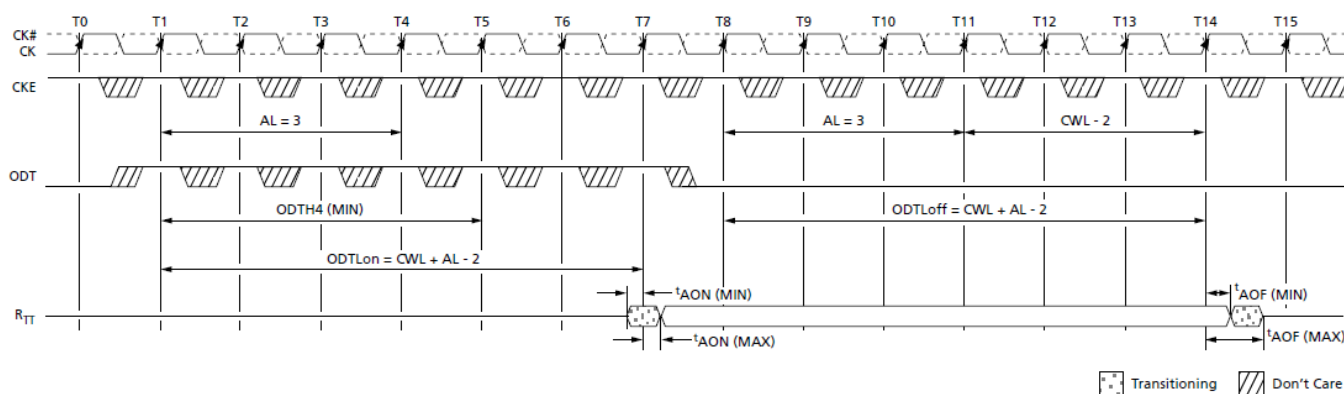 T0 T1 T2 T3 T4 T5 T6 T7 T8 T9 T10 T11 T12 T13 T14 T15
CK#
CK
CKE
AL = 3 AL = 3 CWL - 2
ODT
ODTH4 (MIN) ODTLoff = CWL + AL - 2
ODTLon = CWL + AL - 2
tAON (MIN) tAOF (MIN)
RTT
tAON (MAX) tAOF (MAX)
Transitioning Don't Care